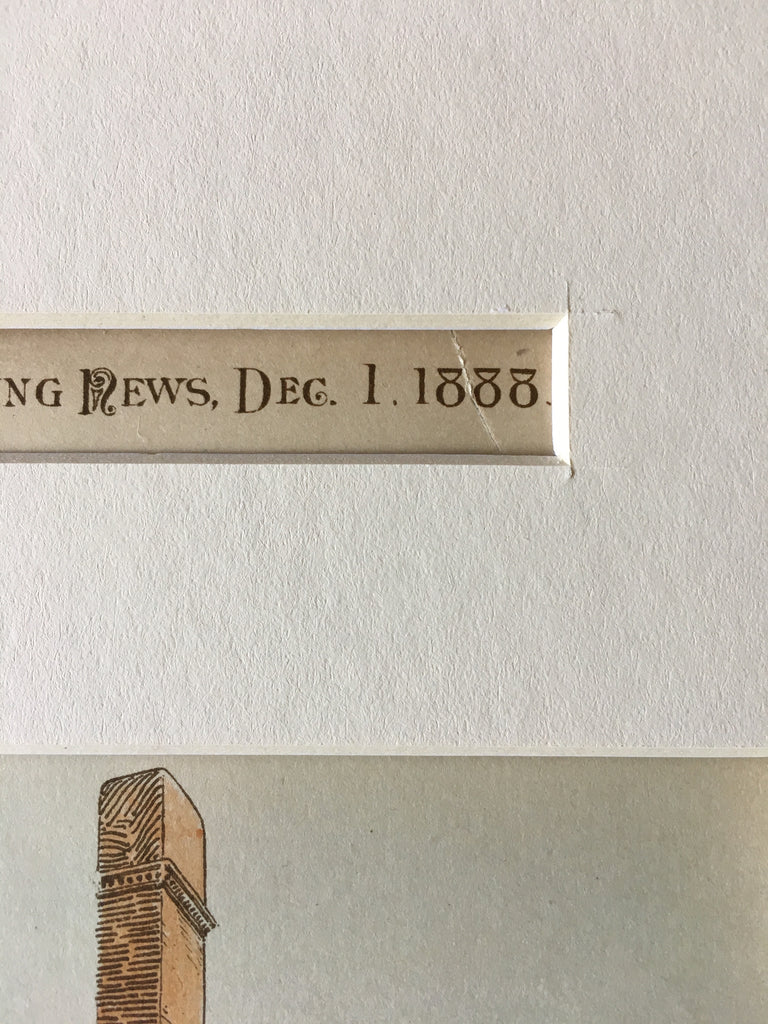 NG NEWS, DEC. 1. 1888.